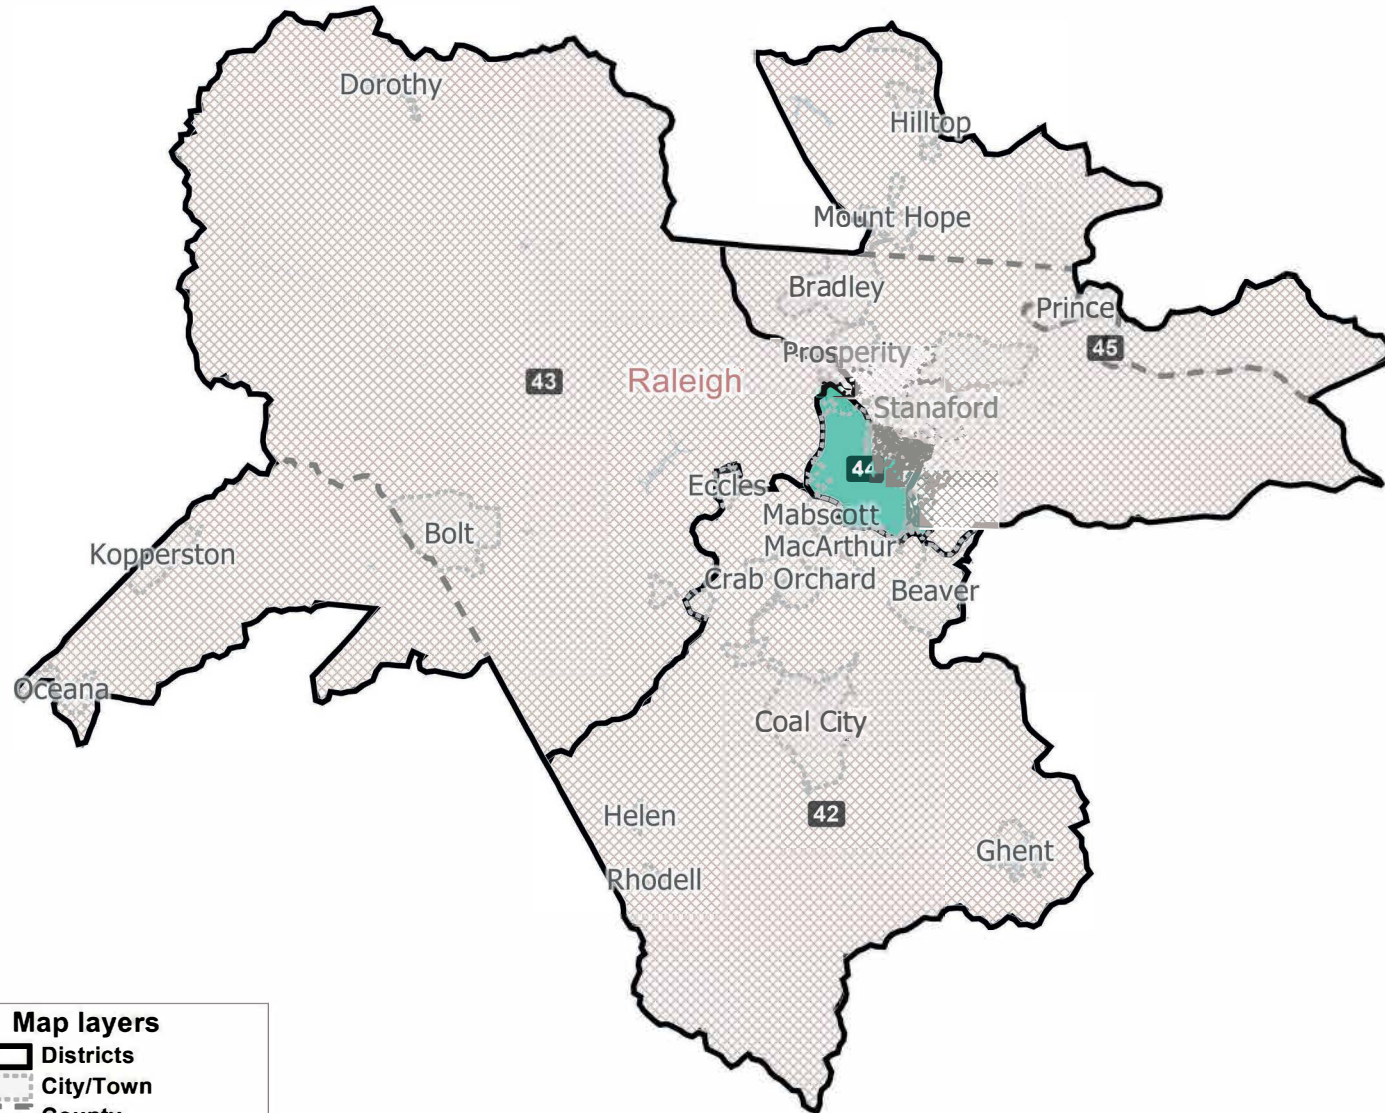 Dorothy
Hilltop
Mount Hope
Bradley
Prince
45
Prosperity
43
Raleigh
Stanaford
44
Eccles
Mabscott
Bolt
MacArthur
Kopperston
Crab Orchard
Beaver
Oceana
Coal City
42
Helen
Ghent
Rhodell
Map layers
Districts
City/Town
County